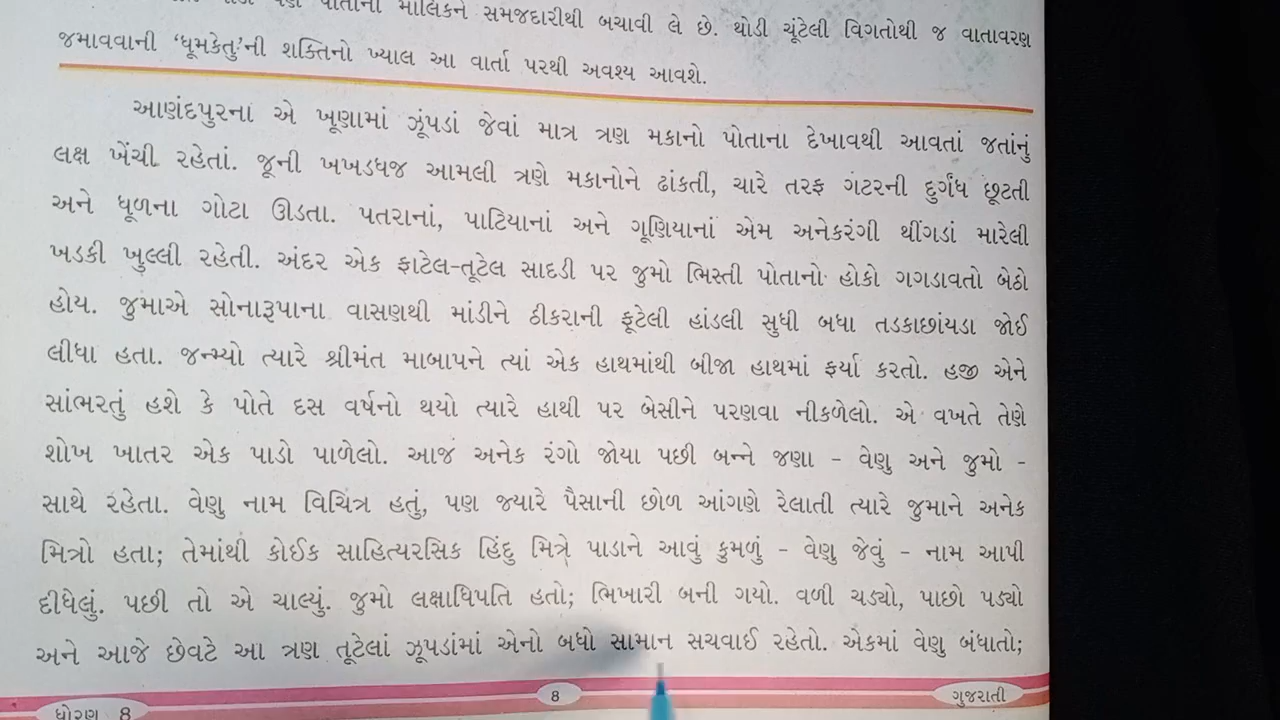 પોતાના માલિકને સમજદારીથી બચાવી લે છે. થોડી ચૂંટેલી વિગતોથી જ વાતાવરણ
જમાવવાની ‘ધૂમકેતુ’ની શક્તિનો ખ્યાલ આ વાર્તા પરથી અવશ્ય આવશે.
આણંદપુરના એ ખૂણામાં ઝૂંપડાં જેવાં માત્ર ત્રણ મકાનો પોતાના દેખાવથી આવતાં જતાંનું
લક્ષ ખેંચી રહેતાં. જૂની ખખડધજ આમલી ત્રણે મકાનોને ઢાંકતી, ચારે તરફ ગટરની દુર્ગંધ છૂટતી
અને ધૂળના ગોટા ઊડતા. પતરાનાં, પાટિયાનાં અને ગૂણિયાનાં એમ અનેકરંગી થીંગડાં મારેલી
ખડકી ખુલ્લી રહેતી. અંદર એક ફાટેલ-તૂટેલ સાદડી પર જુમો ભિસ્તી પોતાનો હોકો ગગડાવતો બેઠો
હોય. જુમાએ સોનારૂપાના વાસણથી માંડીને ઠીકરાની ફૂટેલી હાંડલી સુધી બધા તડકાછાંયડા જોઈ
લીધા હતા. જન્મ્યો ત્યારે શ્રીમંત માબાપને ત્યાં એક હાથમાંથી બીજા હાથમાં ફર્યા કરતો. હજી એને
સાંભરતું હશે કે પોતે દસ વર્ષનો થયો ત્યારે હાથી પર બેસીને પરણવા નીકળેલો. એ વખતે તેણે
શોખ ખાતર એક પાડો પાળેલો. આજ અનેક રંગો જોયા પછી બન્ને જણા - વેણુ અને જુમો -
સાથે રહેતા. વેણુ નામ વિચિત્ર હતું, પણ જ્યારે પૈસાની છોળ આંગણે રેલાતી ત્યારે જુમાને અનેક
મિત્રો હતા; તેમાંથી કોઈક સાહિત્યરસિક હિંદુ મિત્રે પાડાને આવું કુમળું - વેણુ જેવું - નામ આપી
દીધેલું. પછી તો એ ચાલ્યું. જુમો લક્ષાધિપતિ હતો; ભિખારી બની ગયો. વળી ચડ્યો, પાછો પડ્યો
અને આજે છેવટે આ ત્રણ તૂટેલાં ઝૂપડાંમાં એનો બધો સામાન સચવાઈ રહેતો. એકમાં વેણુ બંધાતો;
ધોરણ 8
8
ગુજરાતી